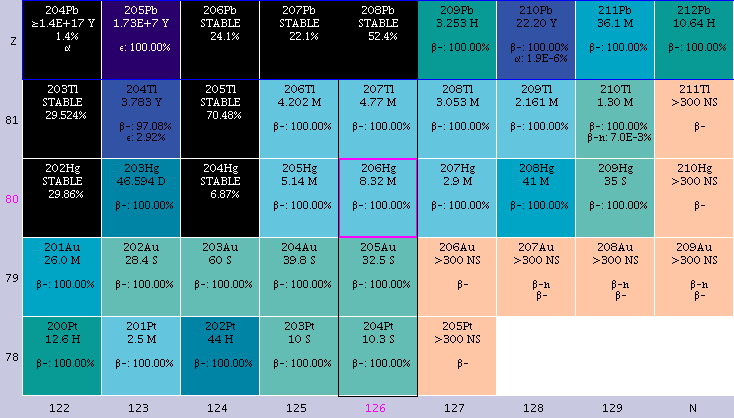 Z
204Pb
≥1.4E+17 Y
1.4%
α
205Pb
1.73E+7 Y
ε: 100.00%
206Pb
STABLE
24.1%
207Pb
STABLE
22.1%
208Pb
STABLE
52.4%
209Pb
3.253 H
β-: 100.00%
210Pb
22.20 Y
β-: 100.00%
α: 1.9E-6%
211Pb
36.1 M
β-: 100.00%
212Pb
10.64 H
β-: 100.00%
81
203Tl
STABLE
29.524%
204Tl
3.783 Y
β-: 97.08%
ε: 2.92%
205Tl
STABLE
70.48%
206Tl
4.202 M
β-: 100.00%
207Tl
4.77 M
β-: 100.00%
208Tl
3.053 M
β-: 100.00%
209Tl
2.161 M
β-: 100.00%
210Tl
1.30 M
β-: 100.00%
β-n: 7.0E-3%
211Tl
>300 NS
β-
80
202Hg
STABLE
29.86%
203Hg
46.594 D
β-: 100.00%
204Hg
STABLE
6.87%
205Hg
5.14 M
β-: 100.00%
206Hg
8.32 M
β-: 100.00%
207Hg
2.9 M
β-: 100.00%
208Hg
41 M
β-: 100.00%
209Hg
35 S
β-: 100.00%
210Hg
>300 NS
β-
79
201Au
26.0 M
β-: 100.00%
202Au
28.4 S
β-: 100.00%
203Au
60 S
β-: 100.00%
204Au
39.8 S
β-: 100.00%
205Au
32.5 S
β-: 100.00%
206Au
>300 NS
β-
207Au
>300 NS
β-n
β-
208Au
>300 NS
β-n
β-
209Au
>300 NS
β-n
β-
78
200Pt
12.6 H
β-: 100.00%
201Pt
2.5 M
β-: 100.00%
202Pt
44 H
β-: 100.00%
203Pt
10 S
β-: 100.00%
204Pt
10.3 S
β-: 100.00%
205Pt
>300 NS
β-
122 123 124 125 126 127 128 129 N